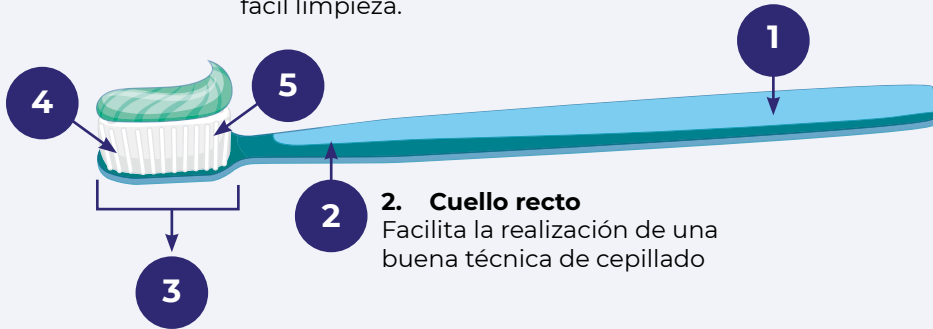 fácil limpieza.
1
5
4
2. Cuello recto
2
Facilita la realización de una
buena técnica de cepillado
3